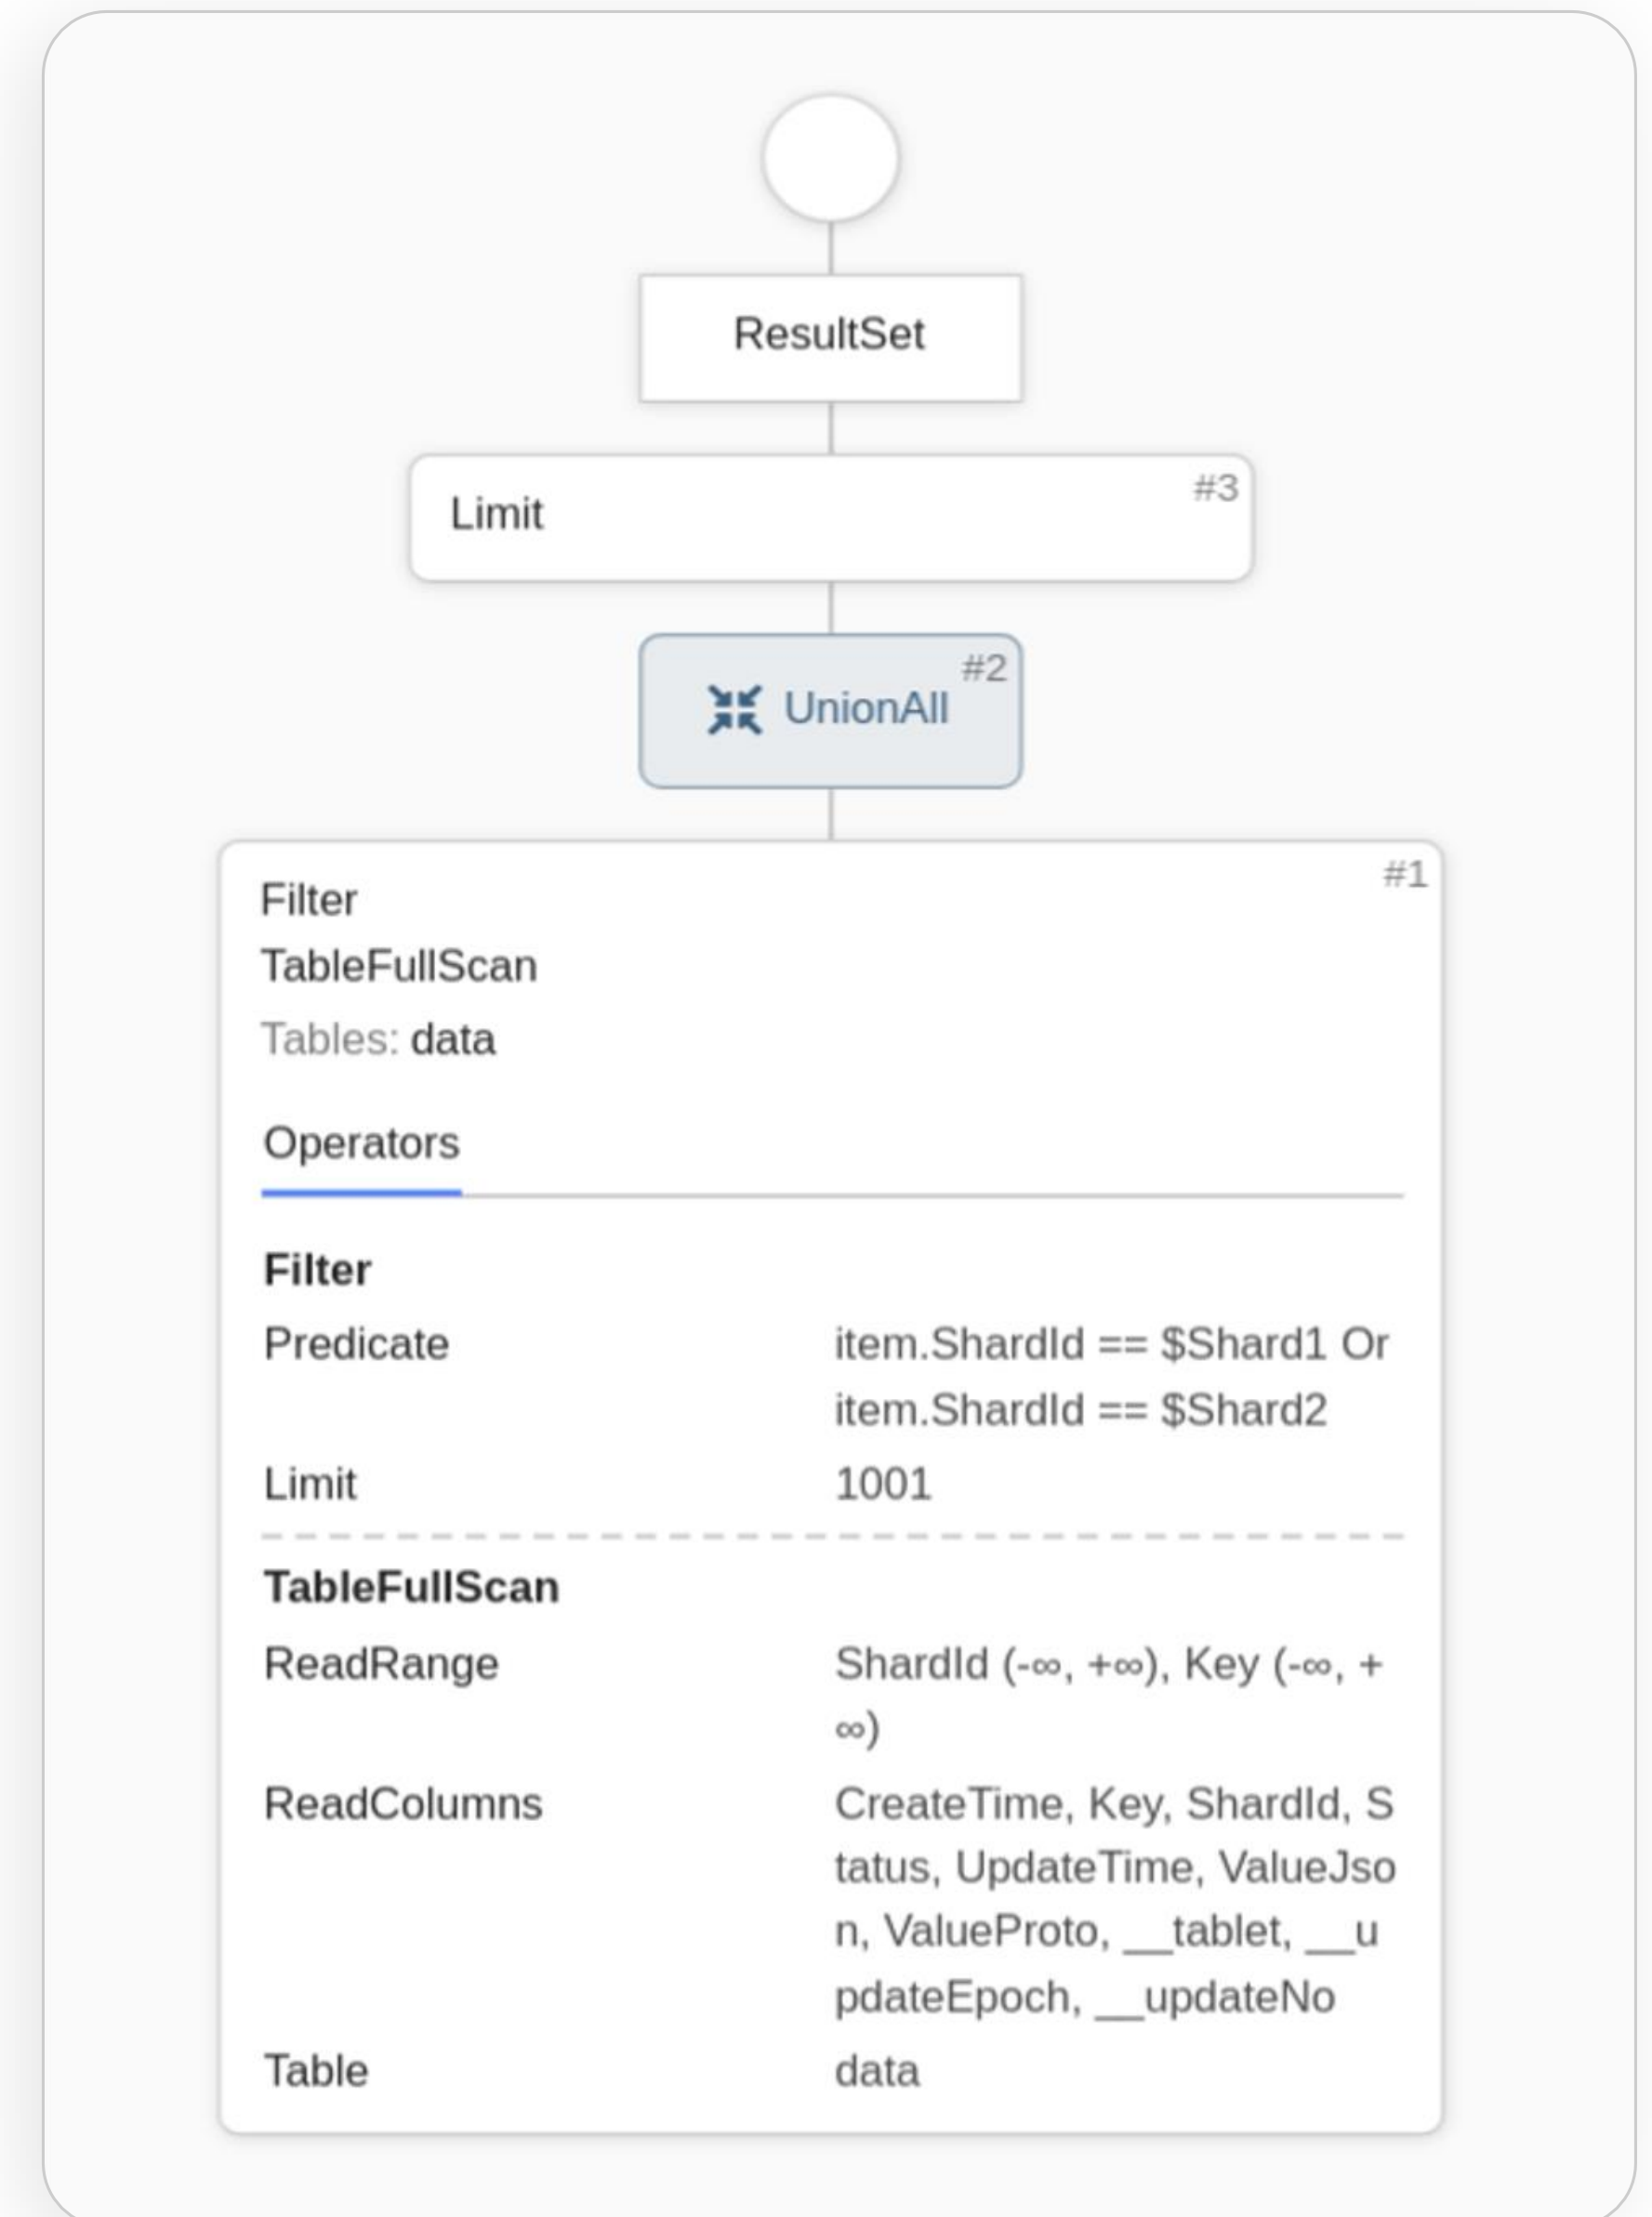 ResultSet
Limit
#3
#2
UnionAll
#1
Filter
TableFullScan
Tables: data
Operators
Filter
Predicate
item.ShardId == $Shard1 Or
item.ShardId == $Shard2
Limit
1001
TableFullScan
ReadRange
ShardId (-∞, +∞), Key (-∞, +
∞)
ReadColumns
CreateTime, Key, ShardId, S
tatus, UpdateTime, ValueJso
n, ValueProto, __tablet, __u
pdateEpoch, __updateNo
Table
data